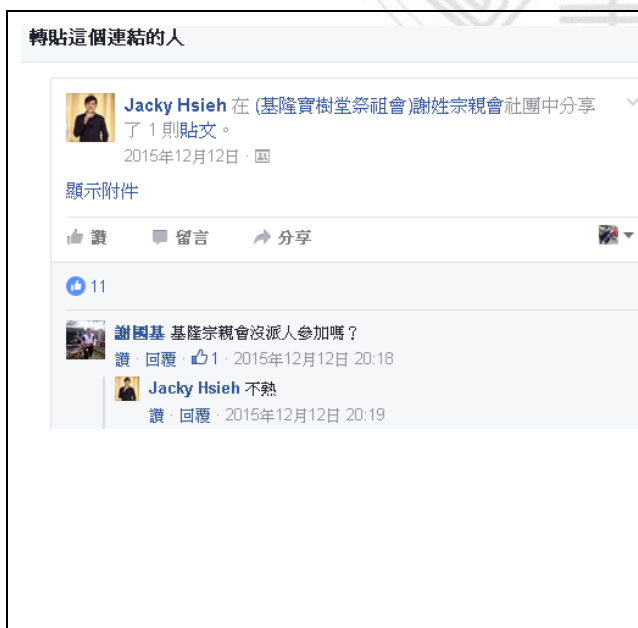 轉貼這個連結的人
Jacky Hsieh 在 (基隆寶樹堂祭祖會)謝姓宗親會社團中分享
了 1 則貼文。
2015年12月12日 ·
顯示附件
讚 留言 分享
11
謝國基 基隆宗親會沒派人參加嗎？
讚 · 回覆 · 1 · 2015年12月12日 20:18
Jacky Hsieh 不熟
讚 · 回覆 · 2015年12月12日 20:19